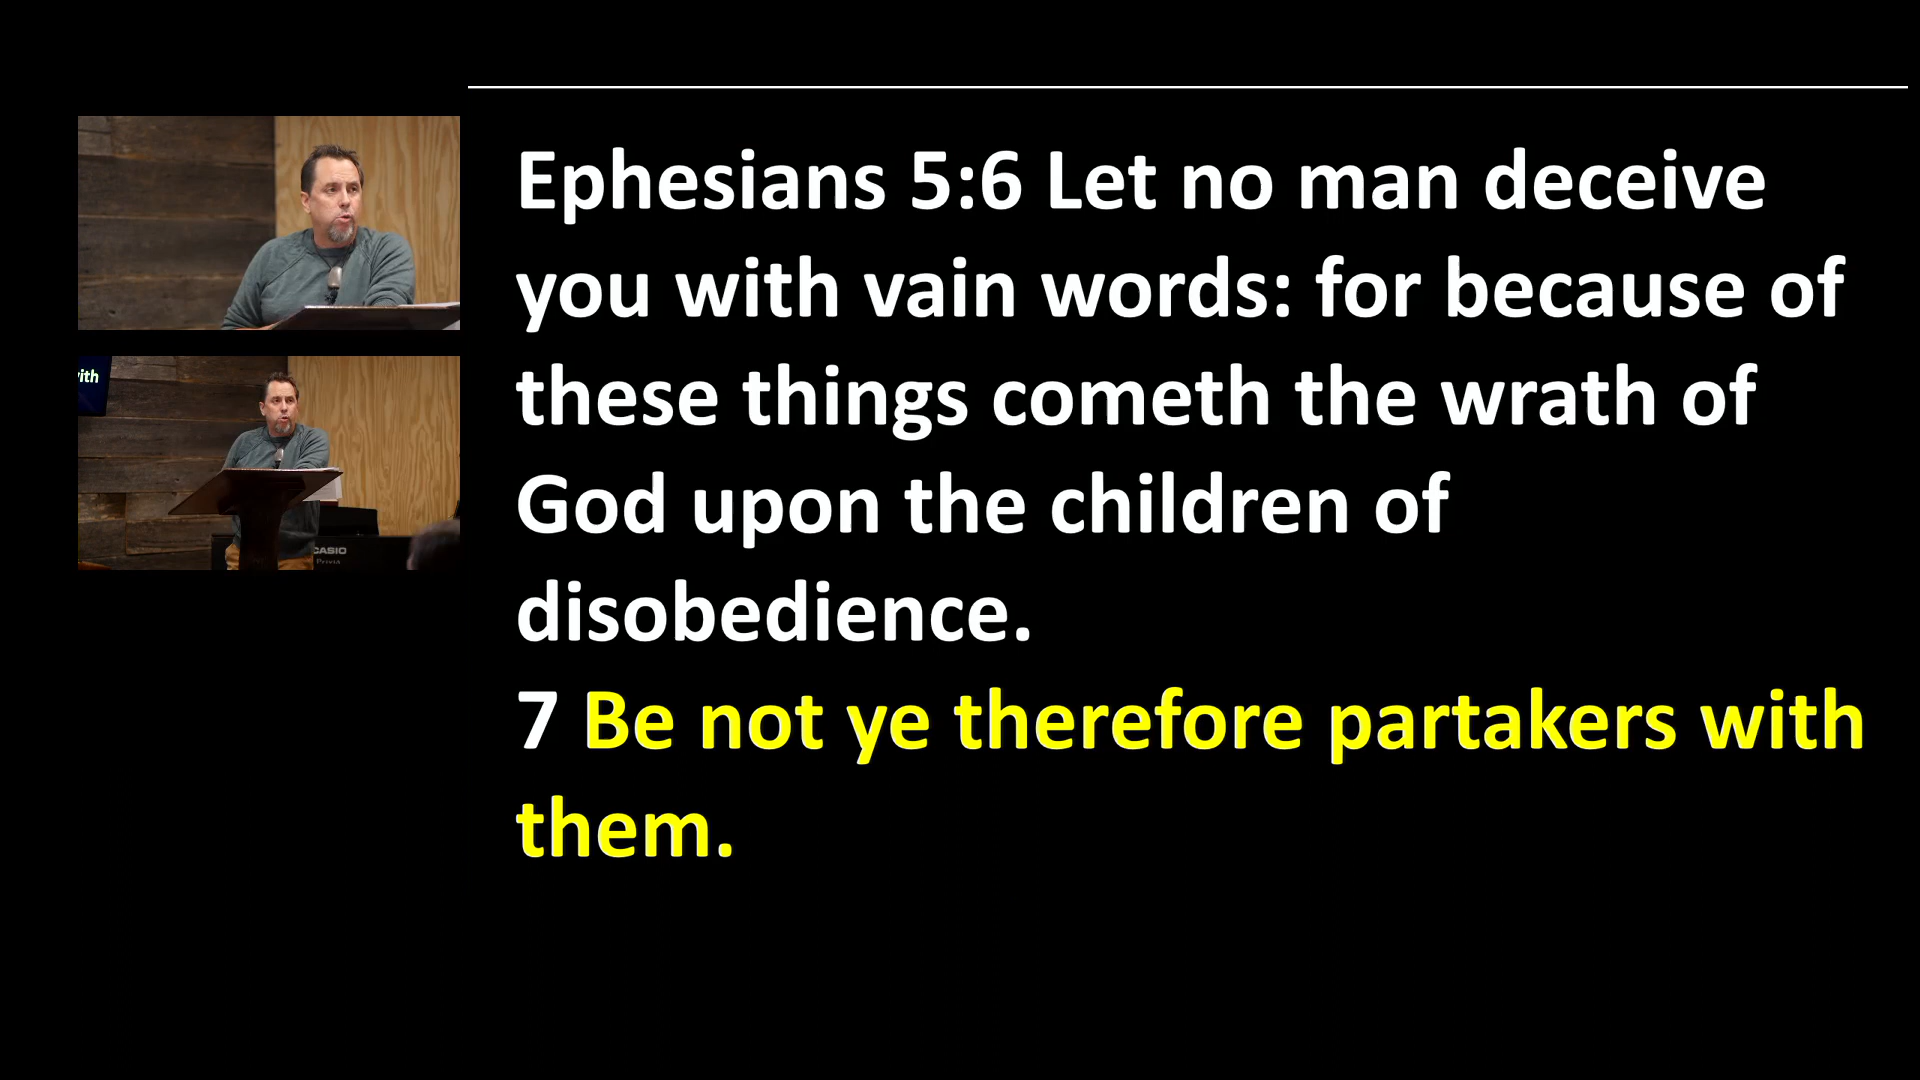 Ephesians 5:6 Let no man deceive
you with vain words: for because of
these things cometh the wrath of
God upon the children of
disobedience.
7 Be not ye therefore partakers with
them.
ith
CASIO
Privia